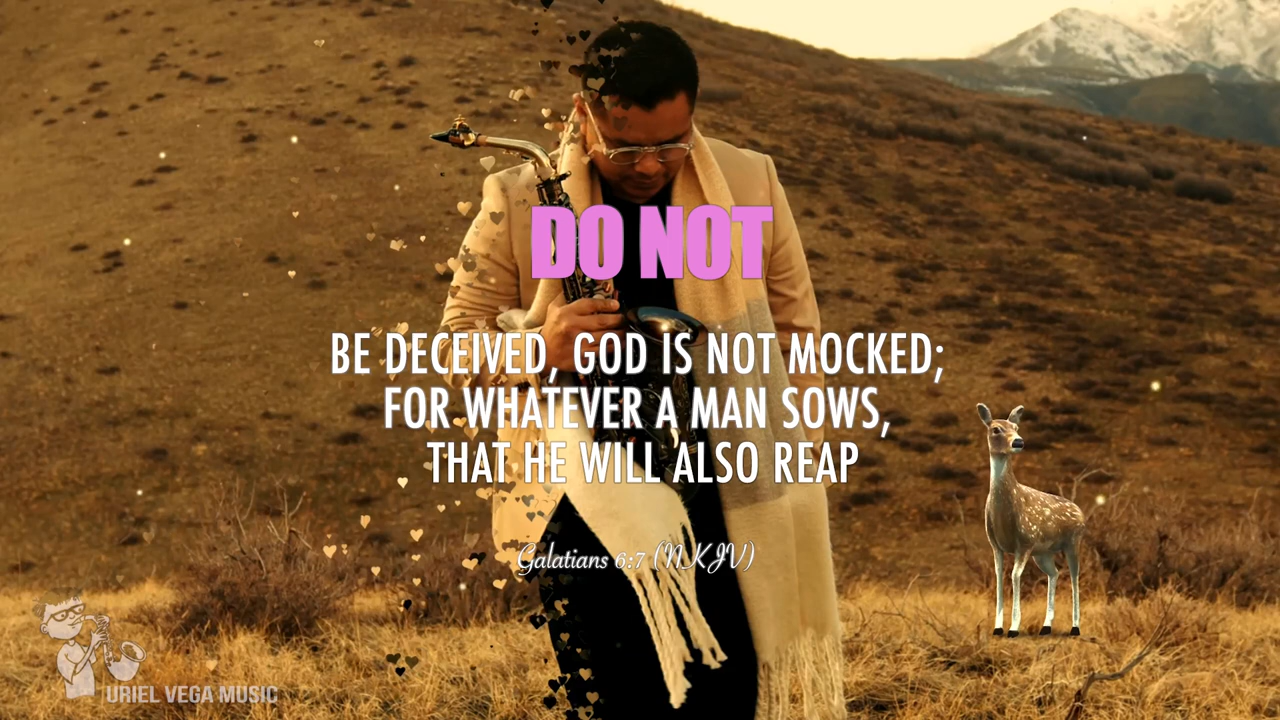 DO NOT
BE DECEIVED, GOD IS NOT MOCKED;
FOR WHATEVER A MAN SOWS,
THAT HE WILL ALSO REAP
Galatians 6:7 (NKJV)
URIEL VEGA MUSIC